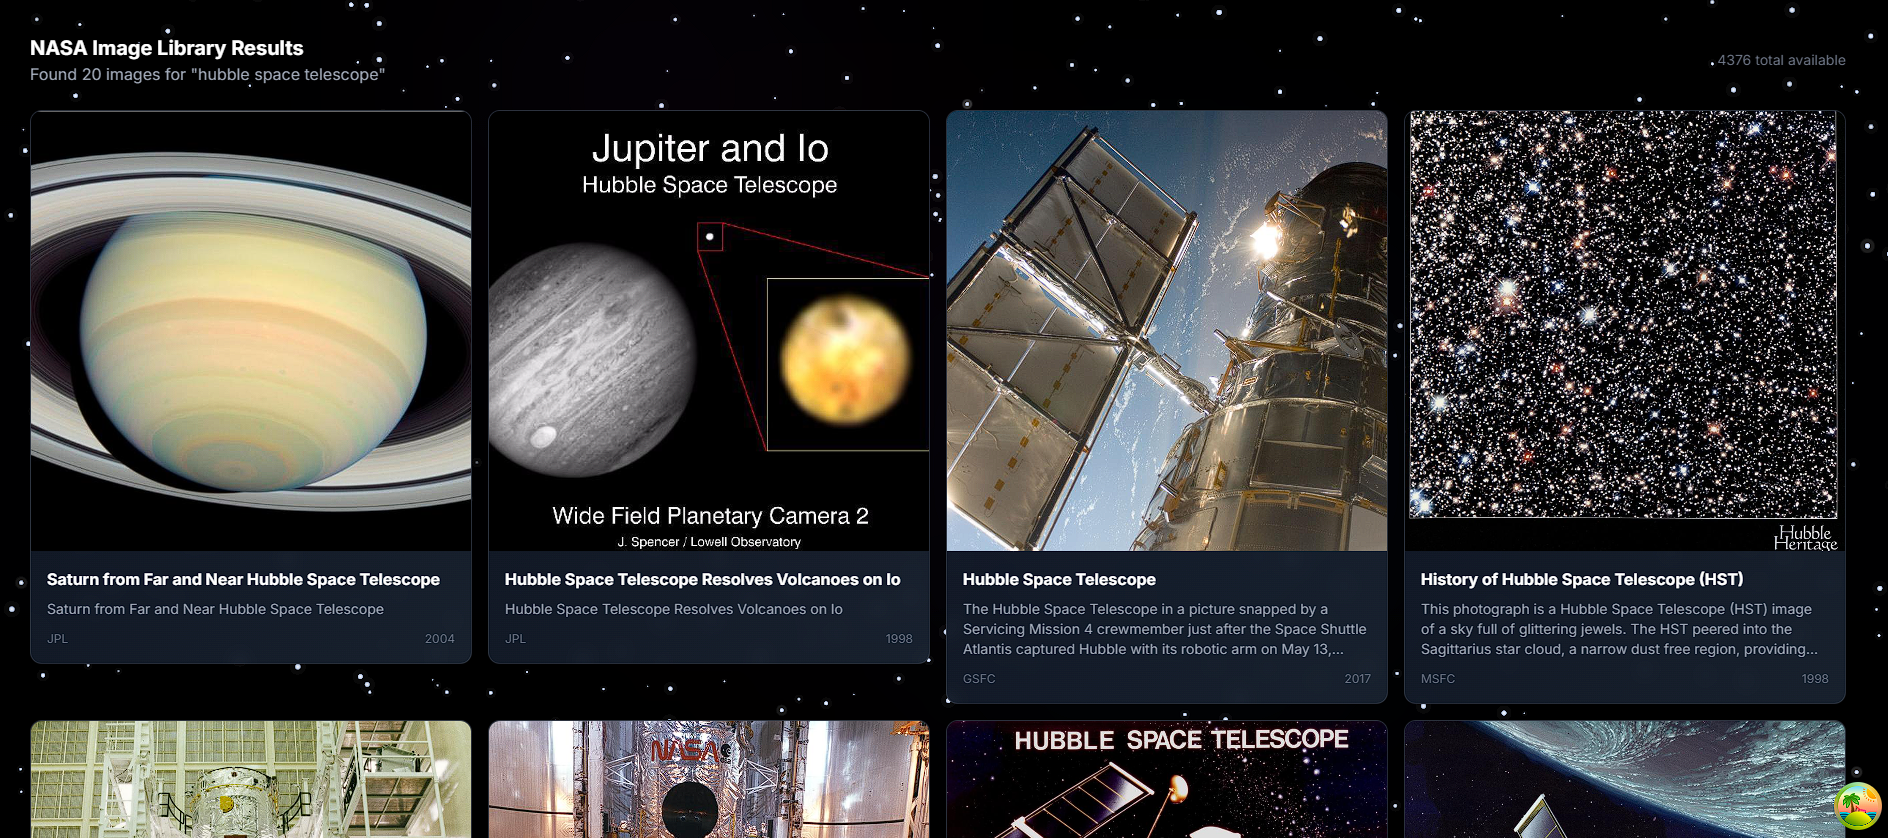 NASA Image Library Results
Found 20 images for "hubble space telescope"
4376 total available
Jupiter and Io
Hubble Space Telescope
Wide Field Planetary Camera 2
J. Spencer / Lowell Observatory
Hubble
Heritage
Saturn from Far and Near Hubble Space Telescope
Saturn from Far and Near Hubble Space Telescope
JPL
2004
Hubble Space Telescope Resolves Volcanoes on Io
Hubble Space Telescope Resolves Volcanoes on Io
JPL
1998
Hubble Space Telescope
The Hubble Space Telescope in a picture snapped by a
Servicing Mission 4 crewmember just after the Space Shuttle
Atlantis captured Hubble with its robotic arm on May 13,...
GSFC
2017
History of Hubble Space Telescope (HST)
This photograph is a Hubble Space Telescope (HST) image
of a sky full of glittering jewels. The HST peered into the
Sagittarius star cloud, a narrow dust free region, providing...
MSFC
1998
NASA
HUBBLE SPACE TELESCOPE